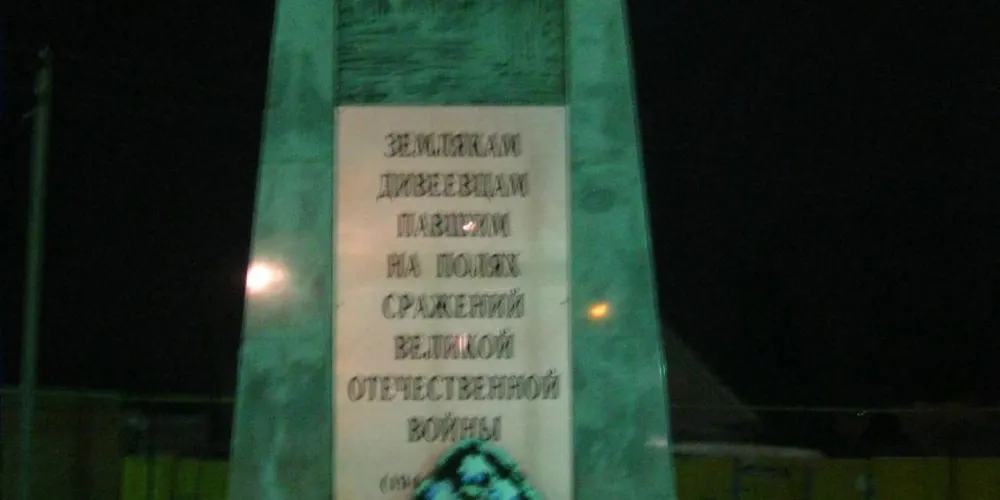 ЗЕМЛЯКАМ
ДИВЕЕВЦАМ
ПАВШИМ
НА ПОЛЯХ
СРАЖЕНИЙ
ВЕЛИКОЙ
ОТЕЧЕСТВЕННОЙ
ВОЙНЫ